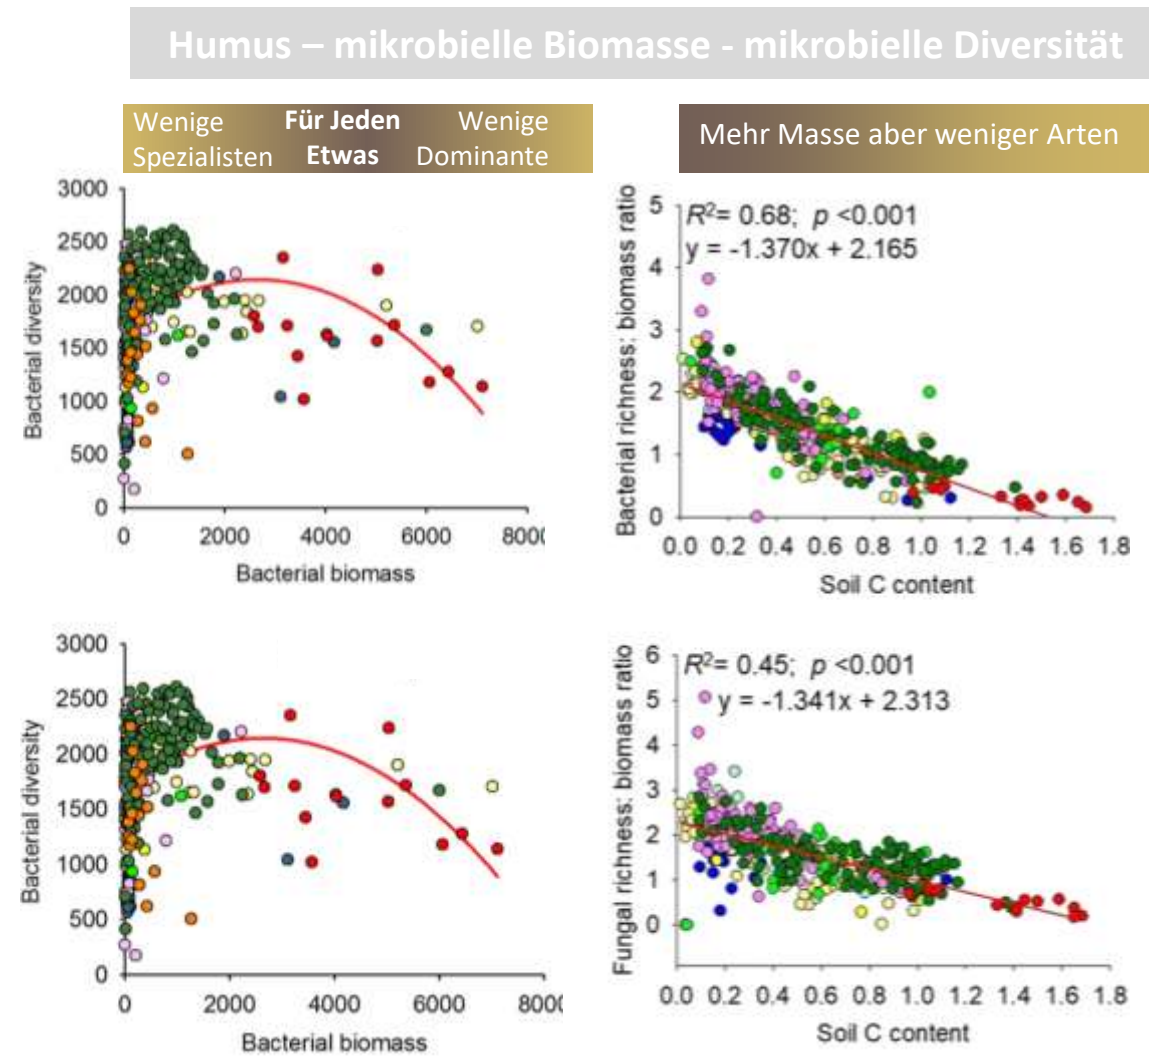 Humus – mikrobielle Biomasse - mikrobielle Diversität
Wenige Für Jeden Wenige
Spezialisten Etwas Dominante
Mehr Masse aber weniger Arten
3000
2500
2000
1500
1000
500
0
Bacterial diversity
0 2000 4000 6000 8000
Bacterial biomass
R²= 0.68; p <0.001
y = -1.370x + 2.165
5
4
3
2
1
0
Bacterial richness: biomass ratio
0.0 0.2 0.4 0.6 0.8 1.0 1.2 1.4 1.6 1.8
Soil C content
3000
2500
2000
1500
1000
500
0
Bacterial diversity
0 2000 4000 6000 8000
Bacterial biomass
R²= 0.45; p <0.001
y = -1.341x + 2.313
6
5
4
3
2
1
0
Fungal richness: biomass ratio
0.0 0.2 0.4 0.6 0.8 1.0 1.2 1.4 1.6 1.8
Soil C content